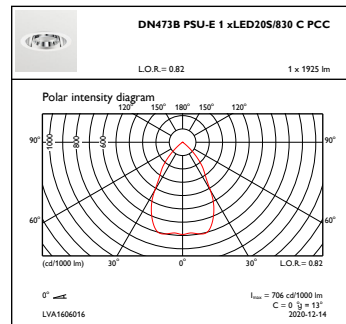 DN473B PSU-E 1 xLED20S/830 C PCC
L.O.R.= 0.82 1 x 1925 lm
Polar intensity diagram
120° 150° 180° 150° 120°
90° 1000 800 600 90°
60° 60°
(cd/1000 lm) 30° 0° 30° L.O.R.= 0.82
0° Imax = 706 cd/1000 lm
C = 0 °g = 13°
LVA1606016 2020-12-14